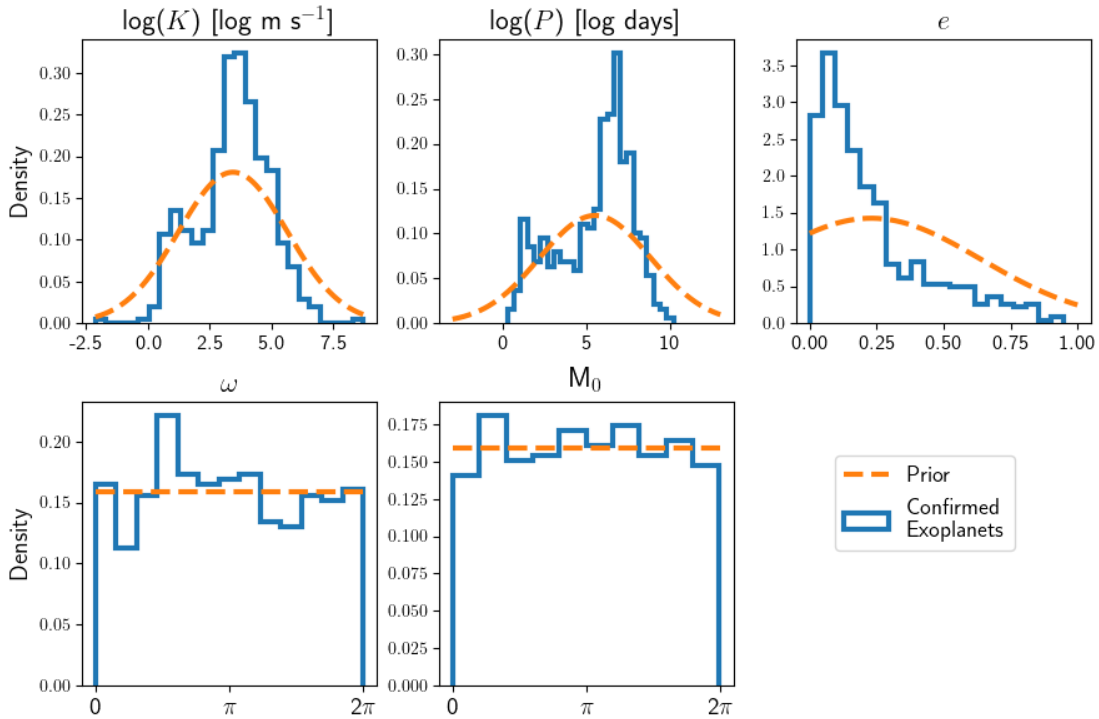 log(K) [log m s⁻¹]
log(P) [log days]
e
Density
0.30
0.25
0.20
0.15
0.10
0.05
0.00
-2.5 0.0 2.5 5.0 7.5
0.30
0.25
0.20
0.15
0.10
0.05
0.00
0 5 10
3.5
3.0
2.5
2.0
1.5
1.0
0.5
0.0
0.00 0.25 0.50 0.75 1.00
ω
M₀
Density
0.20
0.15
0.10
0.05
0.00
0 π 2π
0.175
0.150
0.125
0.100
0.075
0.050
0.025
0.000
0 π 2π
Prior
Confirmed
Exoplanets